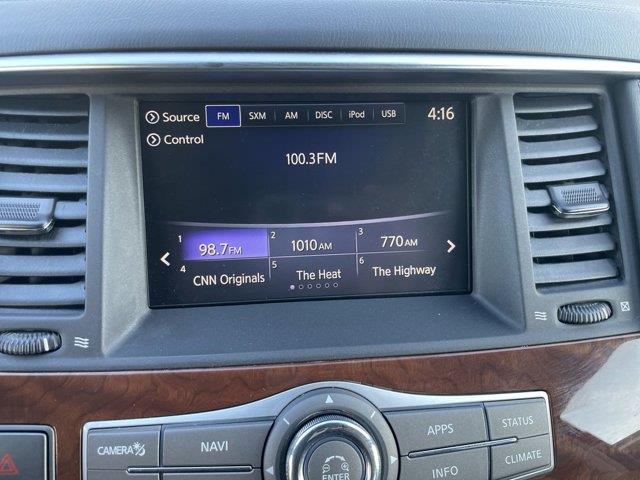 Source FM SXM AM DISC iPod USB 4:16
Control
100.3FM
1 98.7FM 2 1010AM 3 770AM
4 CNN Originals 5 The Heat 6 The Highway
CAMERA NAVI APPS STATUS
ENTER INFO CLIMATE